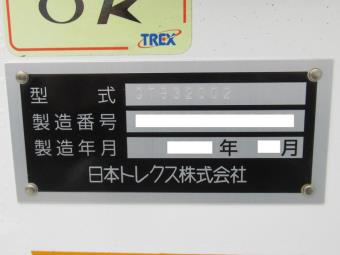 OK
TREX
型 式 DTB32002
製造番号
製造年月 年 月
日本トレクス株式会社